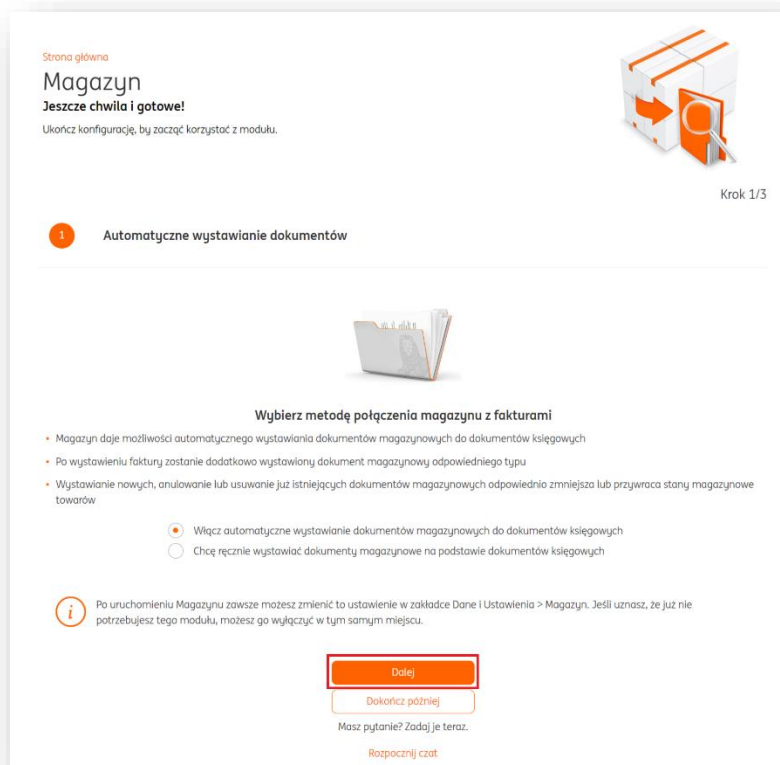 Strona główna
Magazyn
Jeszcze chwila i gotowe!
Ukończ konfigurację, by zacząć korzystać z modułu.
Krok 1/3
1
Automatyczne wystawianie dokumentów
Wybierz metodę połączenia magazynu z fakturami
• Magazyn daje możliwości automatycznego wystawiania dokumentów magazynowych do dokumentów księgowych
• Po wystawieniu faktury zostanie dodatkowo wystawiony dokument magazynowy odpowiedniego typu
• Wystawianie nowych, anulowanie lub usuwanie już istniejących dokumentów magazynowych odpowiednio zmniejsza lub przywraca stany magazynowe
towarów
Włącz automatyczne wystawianie dokumentów magazynowych do dokumentów księgowych
Chcę ręcznie wystawiać dokumenty magazynowe na podstawie dokumentów księgowych
i
Po uruchomieniu Magazynu zawsze możesz zmienić to ustawienie w zakładce Dane i Ustawienia > Magazyn. Jeśli uznasz, że już nie
potrzebujesz tego modułu, możesz go wyłączyć w tym samym miejscu.
Dalej
Dokończ później
Masz pytanie? Zadaj je teraz.
Rozpocznij czat